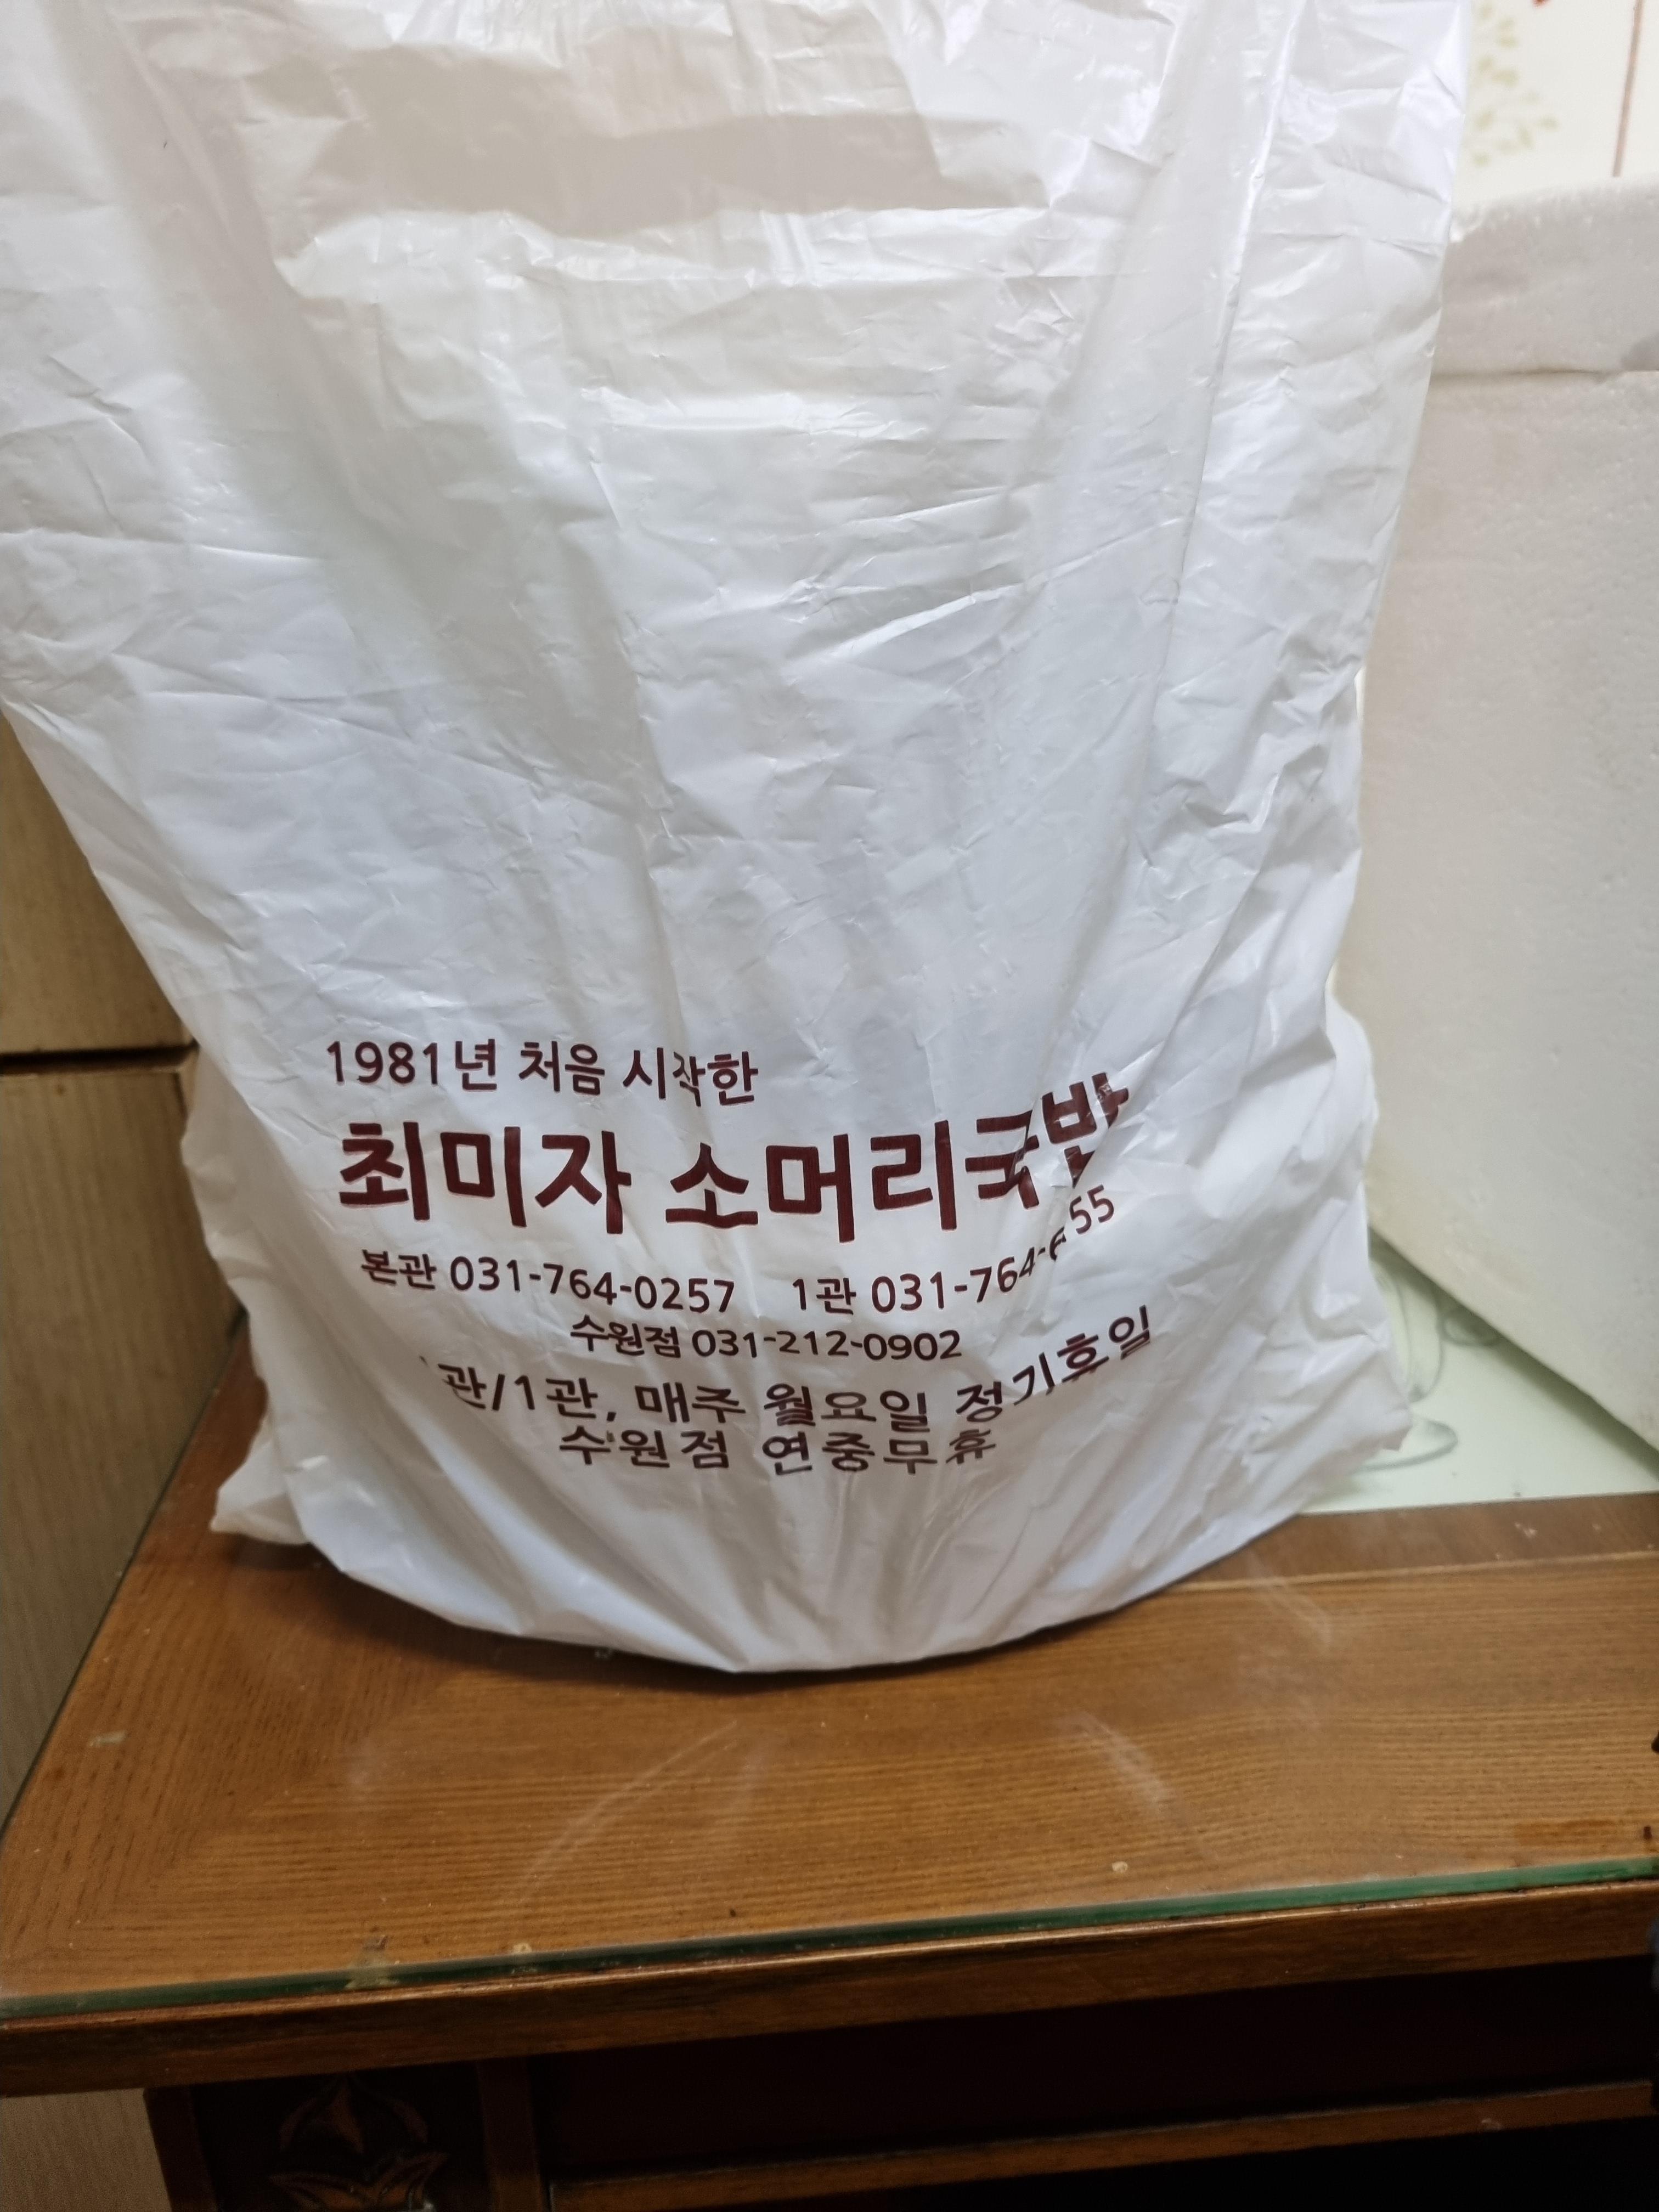 1981년 처음 시작한
최미자 소머리국밥
본관 031-764-0257 1관
수원점 031-212-0902
관/1관, 매주 월요일 정기휴일
수원점 연중무휴